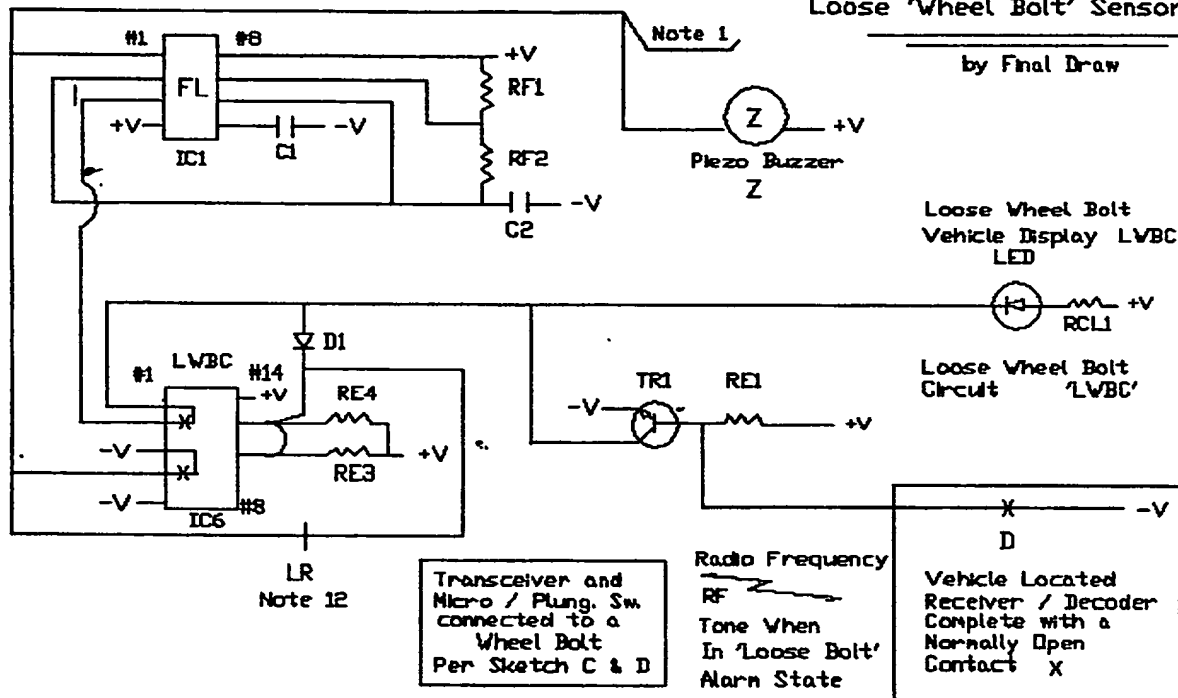 Loose 'Wheel Bolt' Sensor
by Final Draw
Note 1
#1
#8
+V
FL
RF1
+V
-V
IC1
C1
RF2
-V
C2
Z
+V
Piezo Buzzer
Z
Loose Wheel Bolt
Vehicle Display LWBC
LED
+V
RCL1
D1
LWBC
#1
#14
+V
RE4
-V
RE3
+V
-V
#8
IC6
TR1
RE1
-V
+V
Loose Wheel Bolt
Circuit 'LWBC'
LR
Note 12
Transceiver and
Micro / Plung. Sw.
connected to a
Wheel Bolt
Per Sketch C & D
Radio Frequency
RF
Tone When
In 'Loose Bolt'
Alarm State
X
-V
D
Vehicle Located
Receiver / Decoder
Complete with a
Normally Open
Contact X